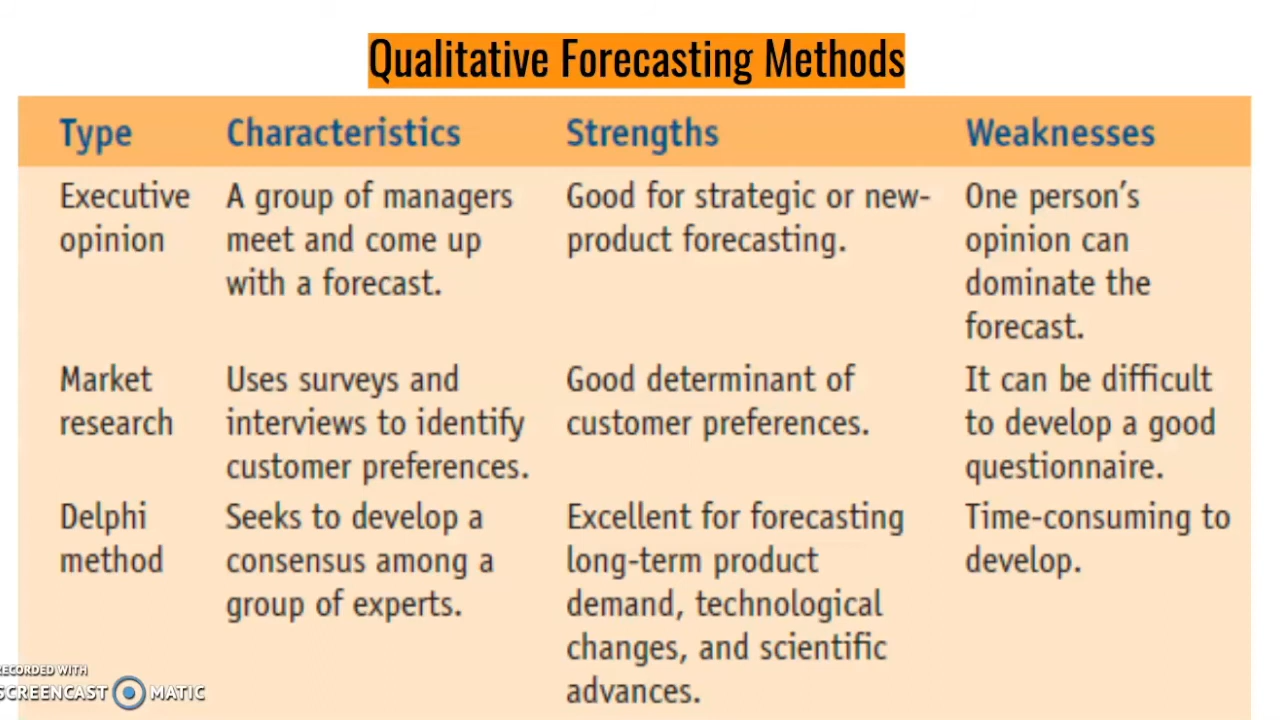 Qualitative Forecasting Methods
Type Characteristics Strengths Weaknesses
Executive A group of managers Good for strategic or new- One person's
opinion meet and come up product forecasting. opinion can
with a forecast. dominate the
forecast.
Market Uses surveys and Good determinant of It can be difficult
research interviews to identify customer preferences. to develop a good
customer preferences. questionnaire.
Delphi Seeks to develop a Excellent for forecasting Time-consuming to
method consensus among a long-term product develop.
group of experts. demand, technological
changes, and scientific
advances.
RECORDED WITH
SCREENCAST MATIC